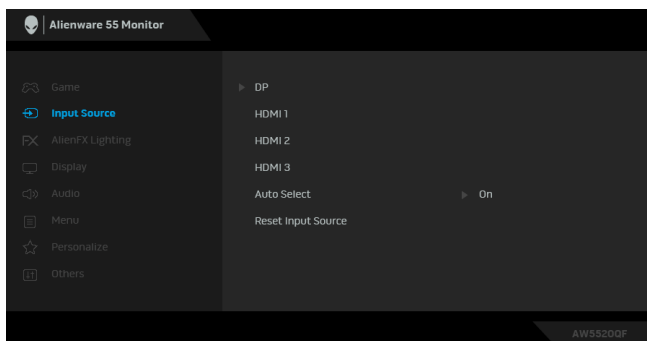 Alienware 55 Monitor
Game
Input Source
AlienFX Lighting
Display
Audio
Menu
Personalize
Others
DP
HDMI 1
HDMI 2
HDMI 3
Auto Select On
Reset Input Source
AW5520QF